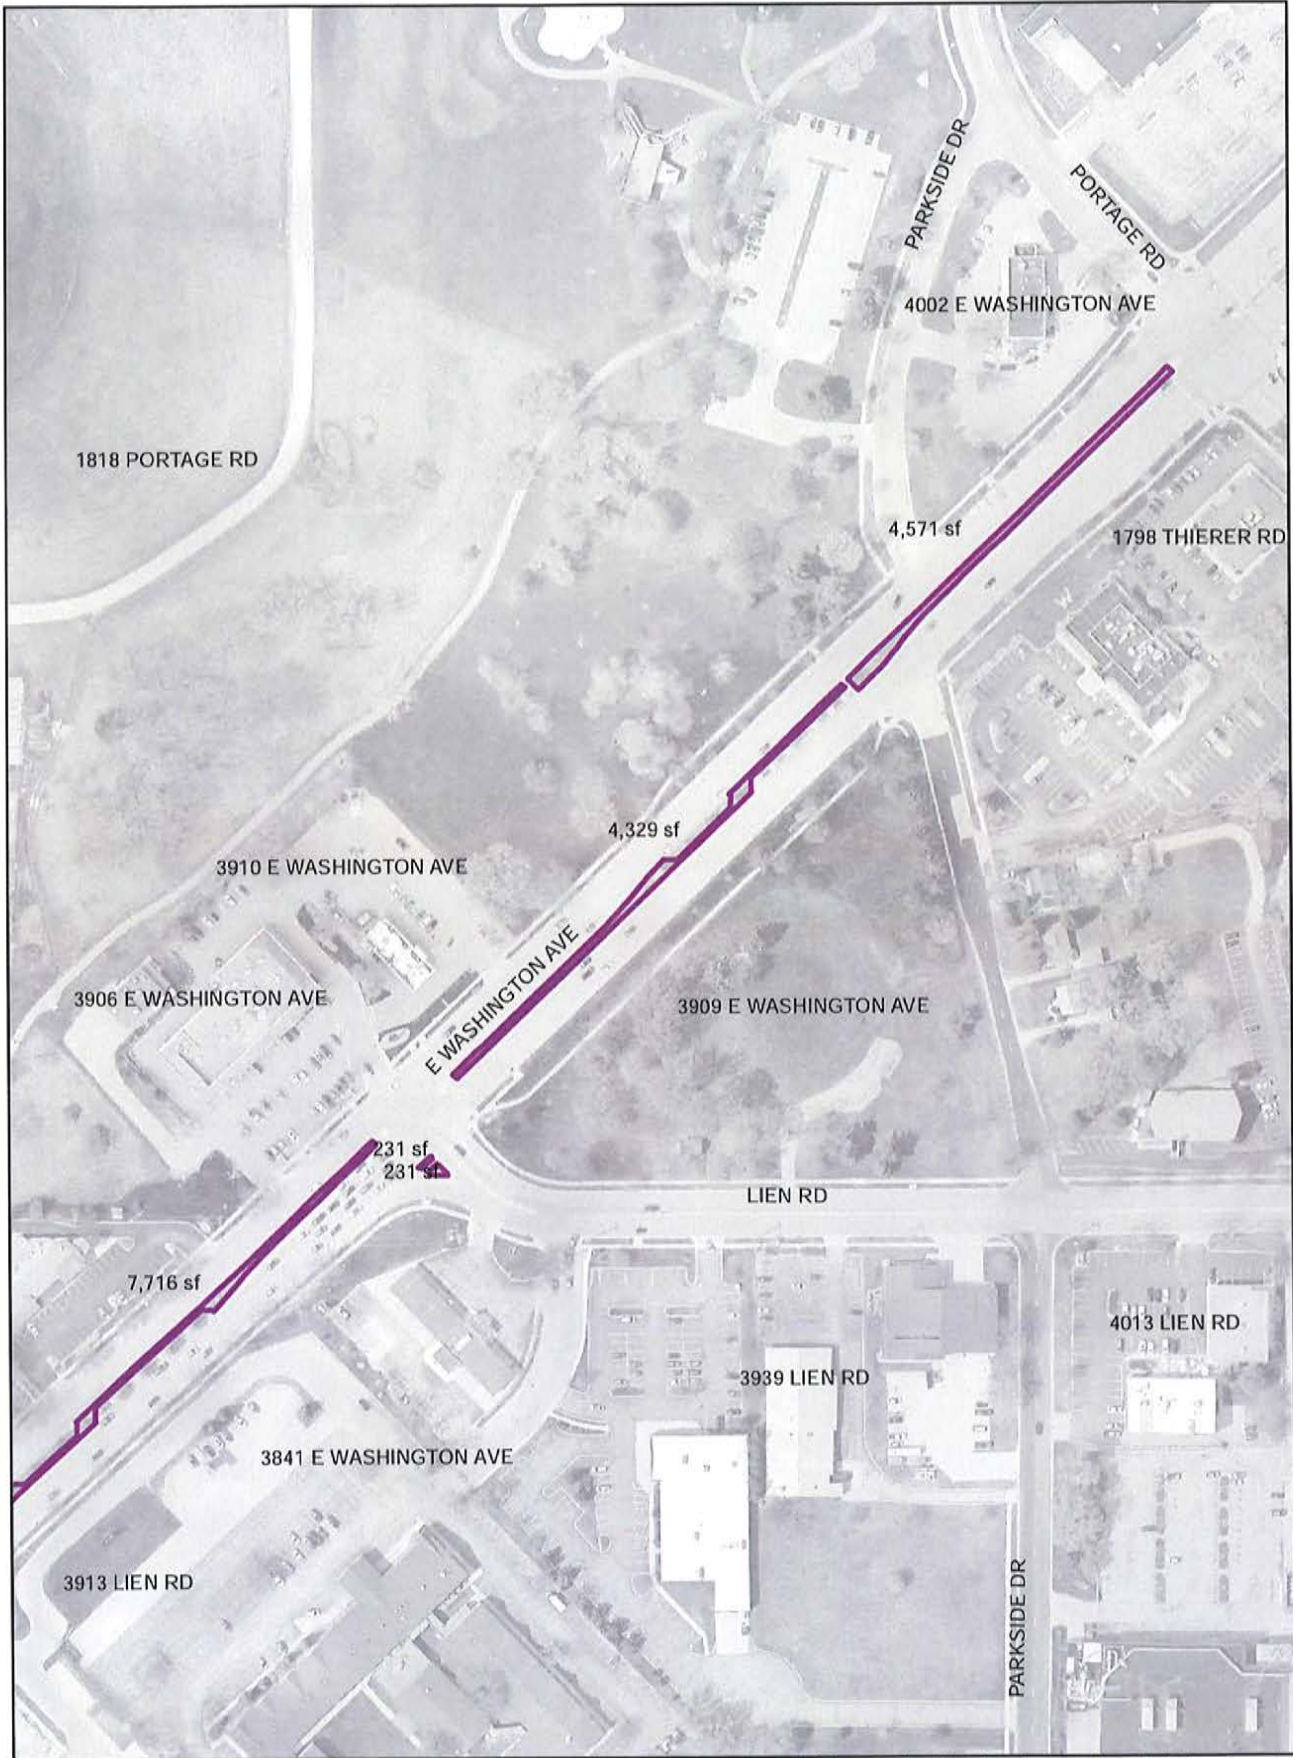 PARKSIDE DR
PORTAGE RD
4002 E WASHINGTON AVE
1818 PORTAGE RD
4,571 sf
1798 THIERER RD
4,329 sf
3910 E WASHINGTON AVE
E WASHINGTON AVE
3906 E WASHINGTON AVE
3909 E WASHINGTON AVE
231 sf
231 sf
LIEN RD
7,716 sf
4013 LIEN RD
3939 LIEN RD
3841 E WASHINGTON AVE
3913 LIEN RD
PARKSIDE DR